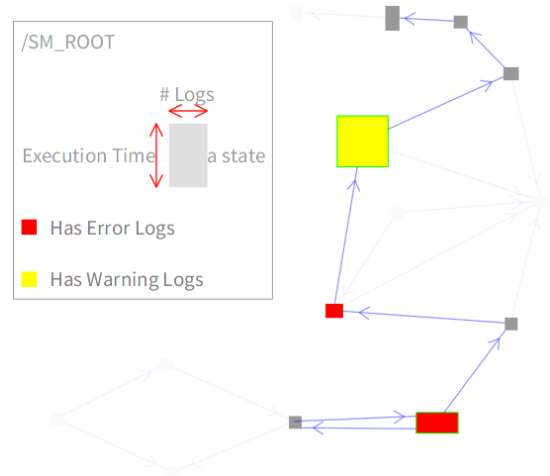 /SM_ROOT
# Logs
Execution Time
a state
Has Error Logs
Has Warning Logs